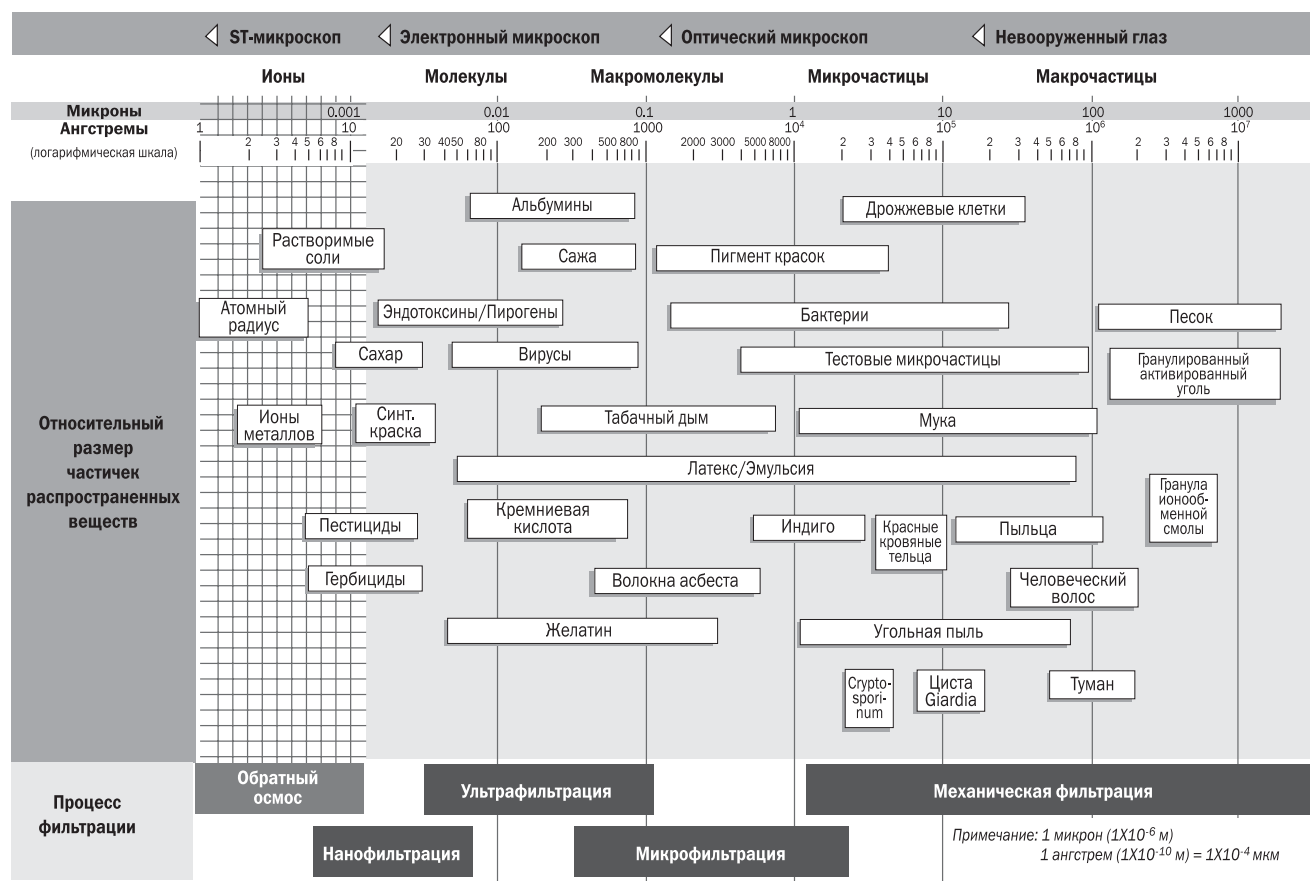 ST-микроскоп Электронный микроскоп Оптический микроскоп Невооруженный глаз
Ионы Молекулы Макромолекулы Микрочастицы Макрочастицы
Микроны 0.001 0.01 0.1 1 10 100 1000
Ангстремы 1 10 100 1000 10⁴ 10⁵ 10⁶ 10⁷
(логарифмическая шкала) 2 3 4 5 6 8 20 30 40 50 80 200 300 500 800 2000 3000 5000 8000 2 3 4 5 6 8 2 3 4 5 6 8 2 3 4 5 6 8
Альбумины
Дрожжевые клетки
Растворимые
соли
Сажа
Пигмент красок
Атомный
радиус
Эндотоксины/Пирогены
Бактерии
Песок
Сахар
Вирусы
Тестовые микрочастицы
Гранулированный
активированный
уголь
Относительный
размер
частичек
распространенных
веществ
Ионы
металлов
Синт.
краска
Табачный дым
Мука
Латекс/Эмульсия
Гранула
ионооб-
менной
смолы
Пестициды
Кремниевая
кислота
Индиго
Красные
кровяные
тельца
Пыльца
Гербициды
Волокна асбеста
Человеческий
волос
Желатин
Угольная пыль
Crypto-
spori-
num
Циста
Giardia
Туман
Процесс
фильтрации
Обратный
осмос
Ультрафильтрация
Механическая фильтрация
Нанофильтрация
Микрофильтрация
Примечание: 1 микрон (1X10⁻⁶ м)
1 ангстрем (1X10⁻¹⁰ м) = 1X10⁻⁴ мкм